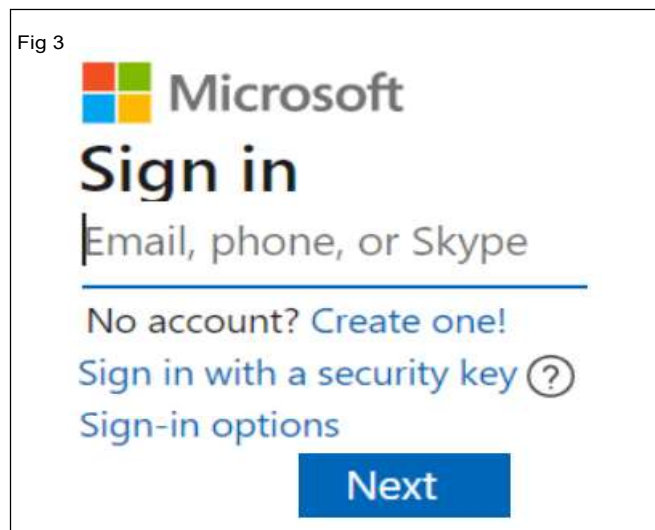 Fig 3
Microsoft
Sign in
Email, phone, or Skype
No account? Create one!
Sign in with a security key ?
Sign-in options
Next